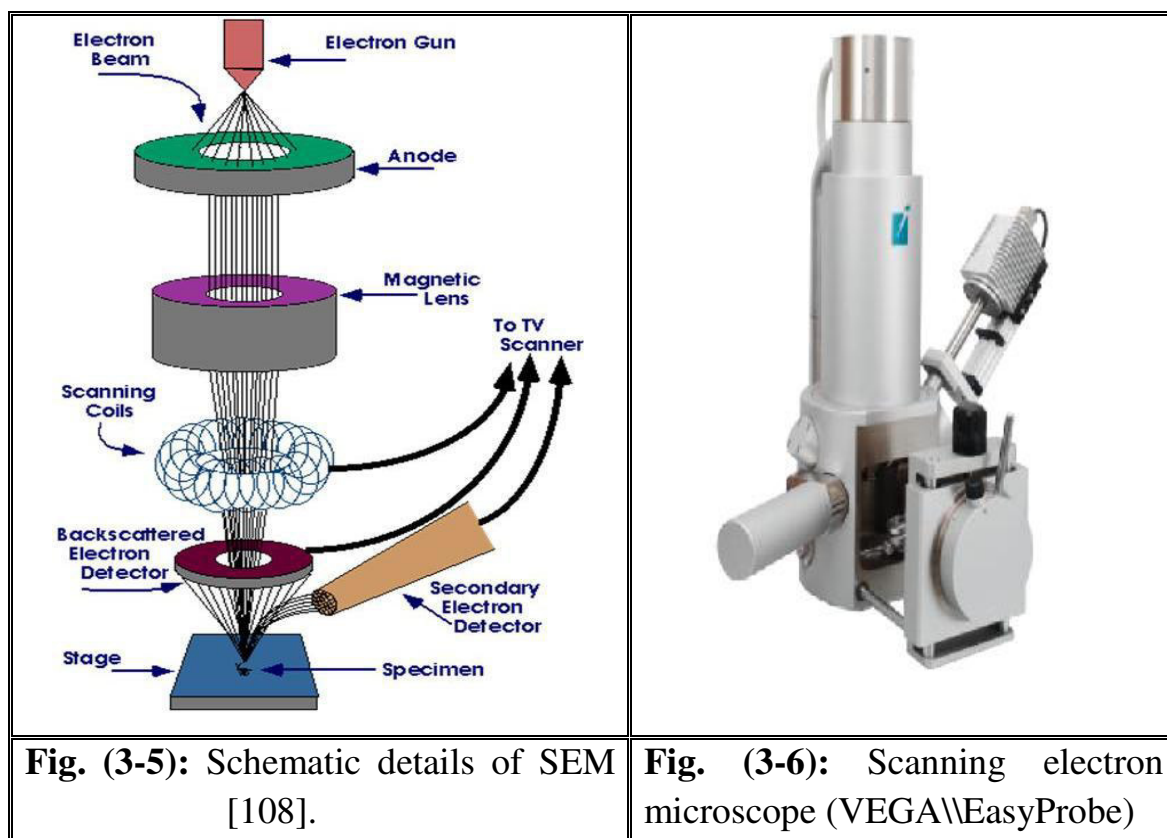 Electron
Beam
Electron Gun
Anode
Magnetic
Lens
To TV
Scanner
Scanning
Coils
Backscattered
Electron
Detector
Secondary
Electron
Detector
Stage
Specimen
Fig. (3-5): Schematic details of SEM
[108].
Fig. (3-6): Scanning electron
microscope (VEGA\\EasyProbe)